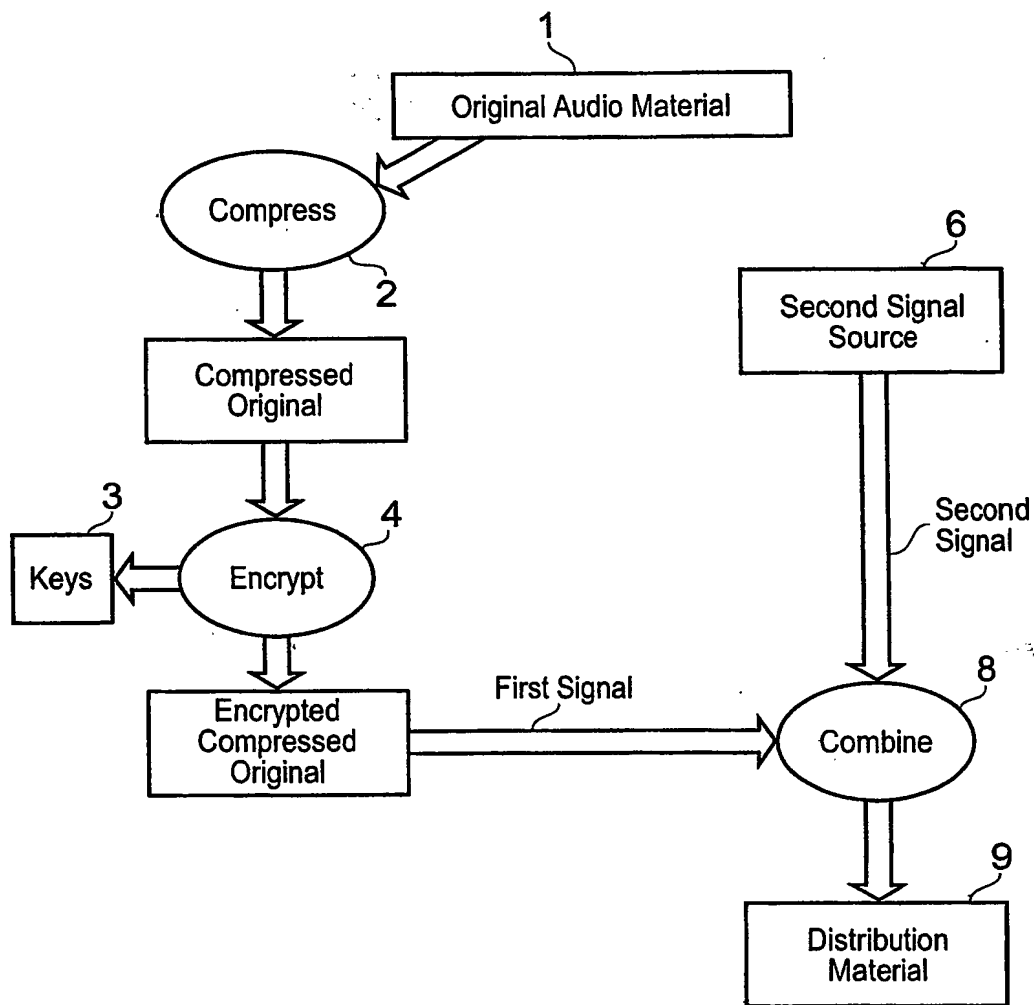 1
Original Audio Material
Compress
2
6
Second Signal
Source
Compressed
Original
3
Keys
4
Encrypt
Second
Signal
First Signal
Encrypted
Compressed
Original
8
Combine
9
Distribution
Material